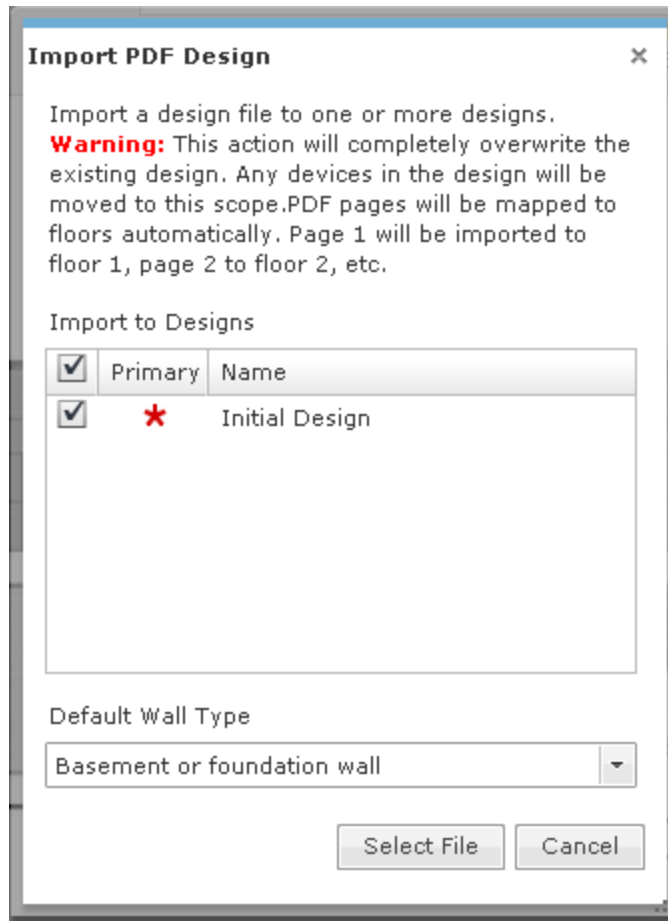 Import PDF Design
Import a design file to one or more designs.
Warning: This action will completely overwrite the
existing design. Any devices in the design will be
moved to this scope.PDF pages will be mapped to
floors automatically. Page 1 will be imported to
floor 1, page 2 to floor 2, etc.
Import to Designs
Primary Name
Initial Design
Default Wall Type
Basement or foundation wall
Select File Cancel